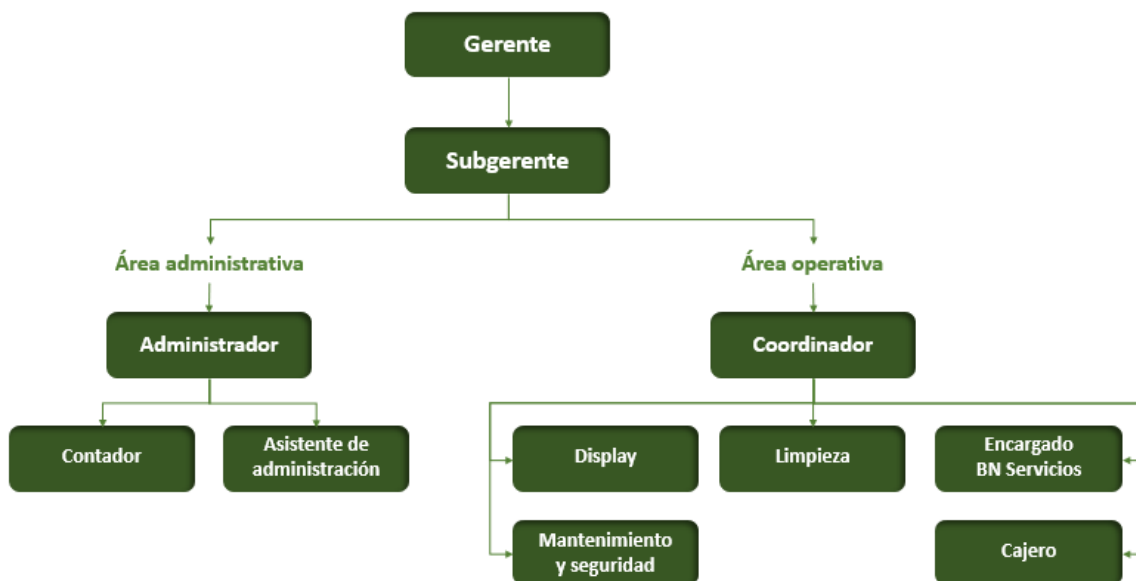 Gerente
Subgerente
Área administrativa
Área operativa
Administrador
Coordinador
Contador
Asistente de
administración
Display
Limpieza
Encargado
BN Servicios
Mantenimiento
y seguridad
Cajero